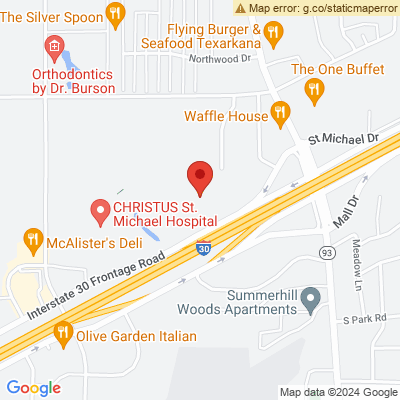 Map error: g.co/staticmaperror
The Silver Spoon
Flying Burger &
Seafood Texarkana
Northwood Dr
Orthodontics
by Dr. Burson
The One Buffet
Waffle House
St Michael Dr
CHRISTUS St.
Michael Hospital
Mall Dr
McAlister's Deli
30
93
Meadow Ln
Interstate 30 Frontage Road
Summerhill
Woods Apartments
S Park Rd
Olive Garden Italian
Google
Map data ©2024 Google